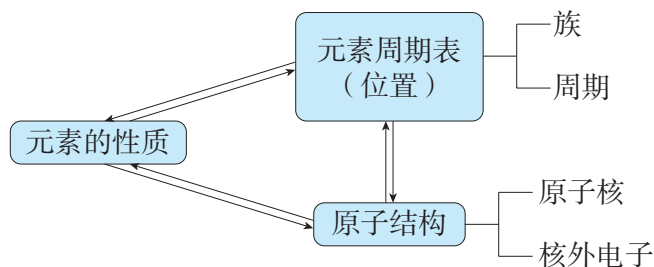 族
元素周期表
（位置）
周期
元素的性质
原子核
原子结构
核外电子